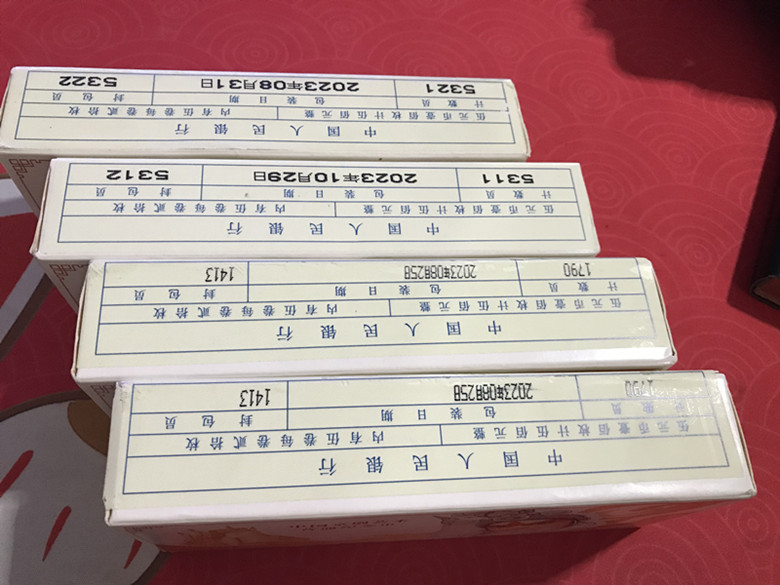 中国人民银行
伍元币壹佰枚计伍佰元整 内有伍卷每卷贰拾枚
计数员 包装日期 封包员
1790 2023年08月25日 1413
中国人民银行
伍元币壹佰枚计伍佰元整 内有伍卷每卷贰拾枚
计数员 包装日期 封包员
1790 2023年08月25日 1413
中国人民银行
伍元币壹佰枚计伍佰元整 内有伍卷每卷贰拾枚
计数员 包装日期 封包员
5311 2023年10月29日 5312
中国人民银行
伍元币壹佰枚计伍佰元整 内有伍卷每卷贰拾枚
计数员 包装日期 封包员
5321 2023年08月31日 5322